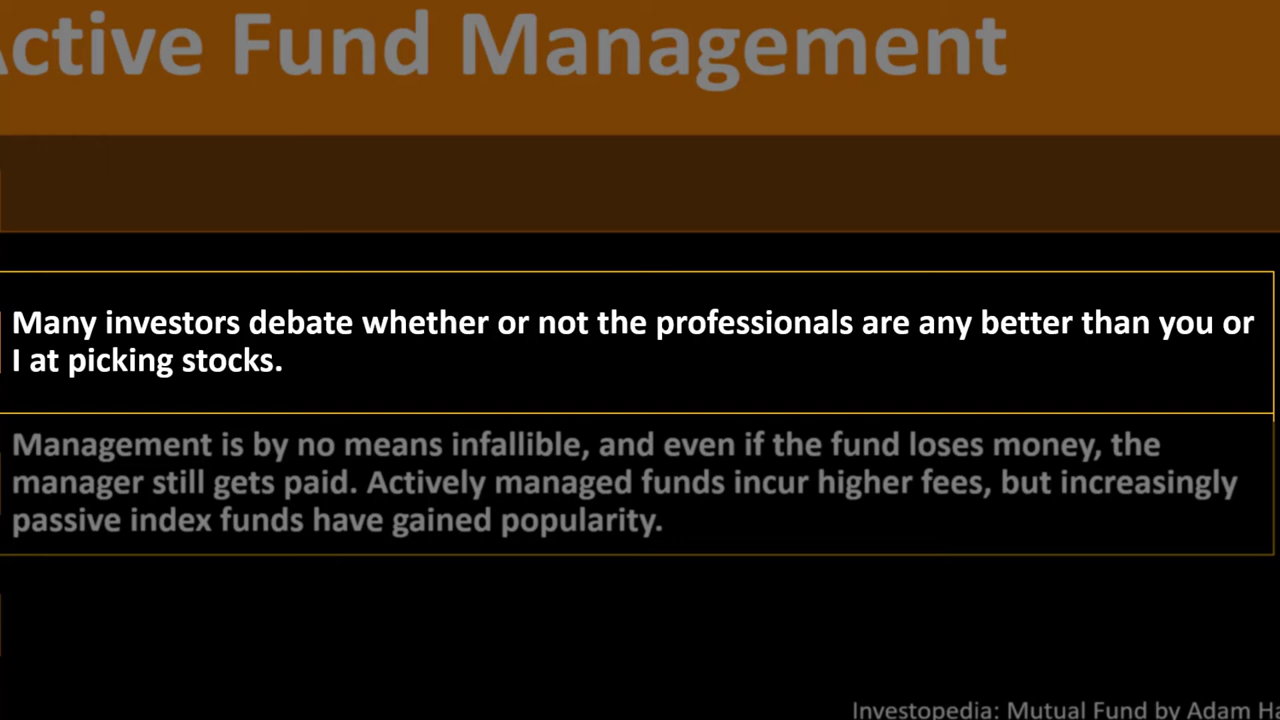 Active Fund Management
Many investors debate whether or not the professionals are any better than you or
I at picking stocks.
Management is by no means infallible, and even if the fund loses money, the
manager still gets paid. Actively managed funds incur higher fees, but increasingly
passive index funds have gained popularity.
Investopedia: Mutual Fund by Adam